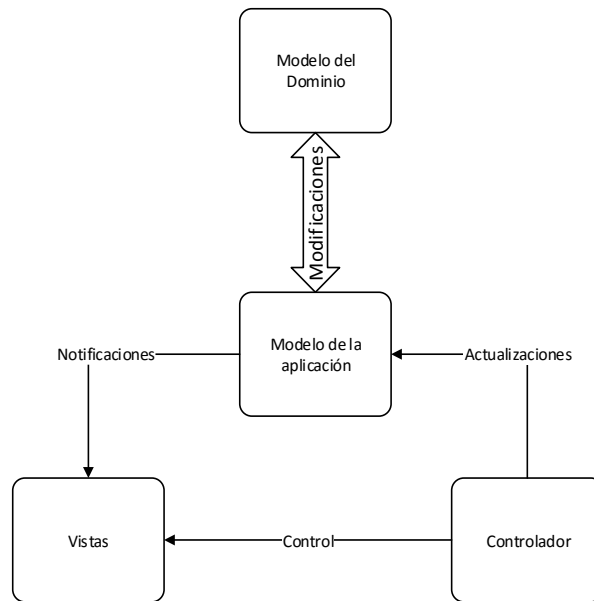 Modelo del
Dominio
Modificaciones
Modelo de la
aplicación
Notificaciones
Actualizaciones
Vistas
Control
Controlador